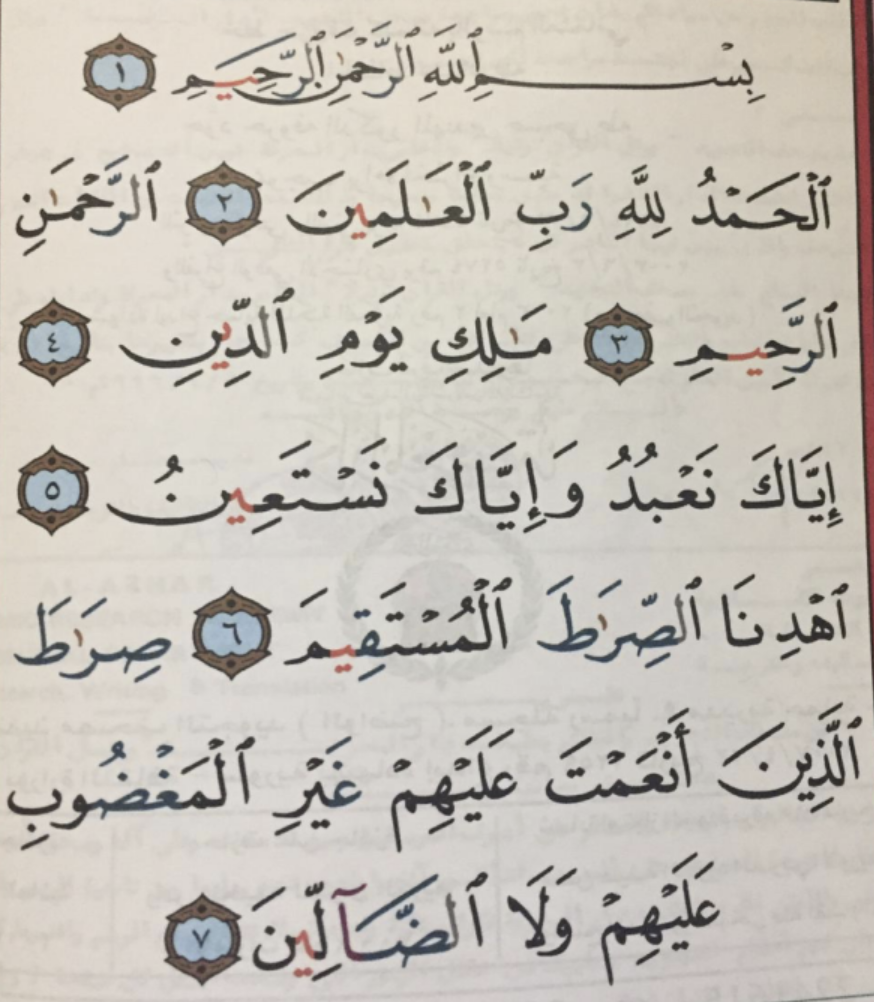 بِسْمِ ٱللَّهِ ٱلرَّحْمَٰنِ ٱلرَّحِيمِ ١
ٱلْحَمْدُ لِلَّهِ رَبِّ ٱلْعَٰلَمِينَ ٢ ٱلرَّحْمَٰنِ
ٱلرَّحِيمِ ٣ مَٰلِكِ يَوْمِ ٱلدِّينِ ٤
إِيَّاكَ نَعْبُدُ وَإِيَّاكَ نَسْتَعِينُ ٥
ٱهْدِنَا ٱلصِّرَٰطَ ٱلْمُسْتَقِيمَ ٦ صِرَٰطَ
ٱلَّذِينَ أَنْعَمْتَ عَلَيْهِمْ غَيْرِ ٱلْمَغْضُوبِ
عَلَيْهِمْ وَلَا ٱلضَّآلِّينَ ٧